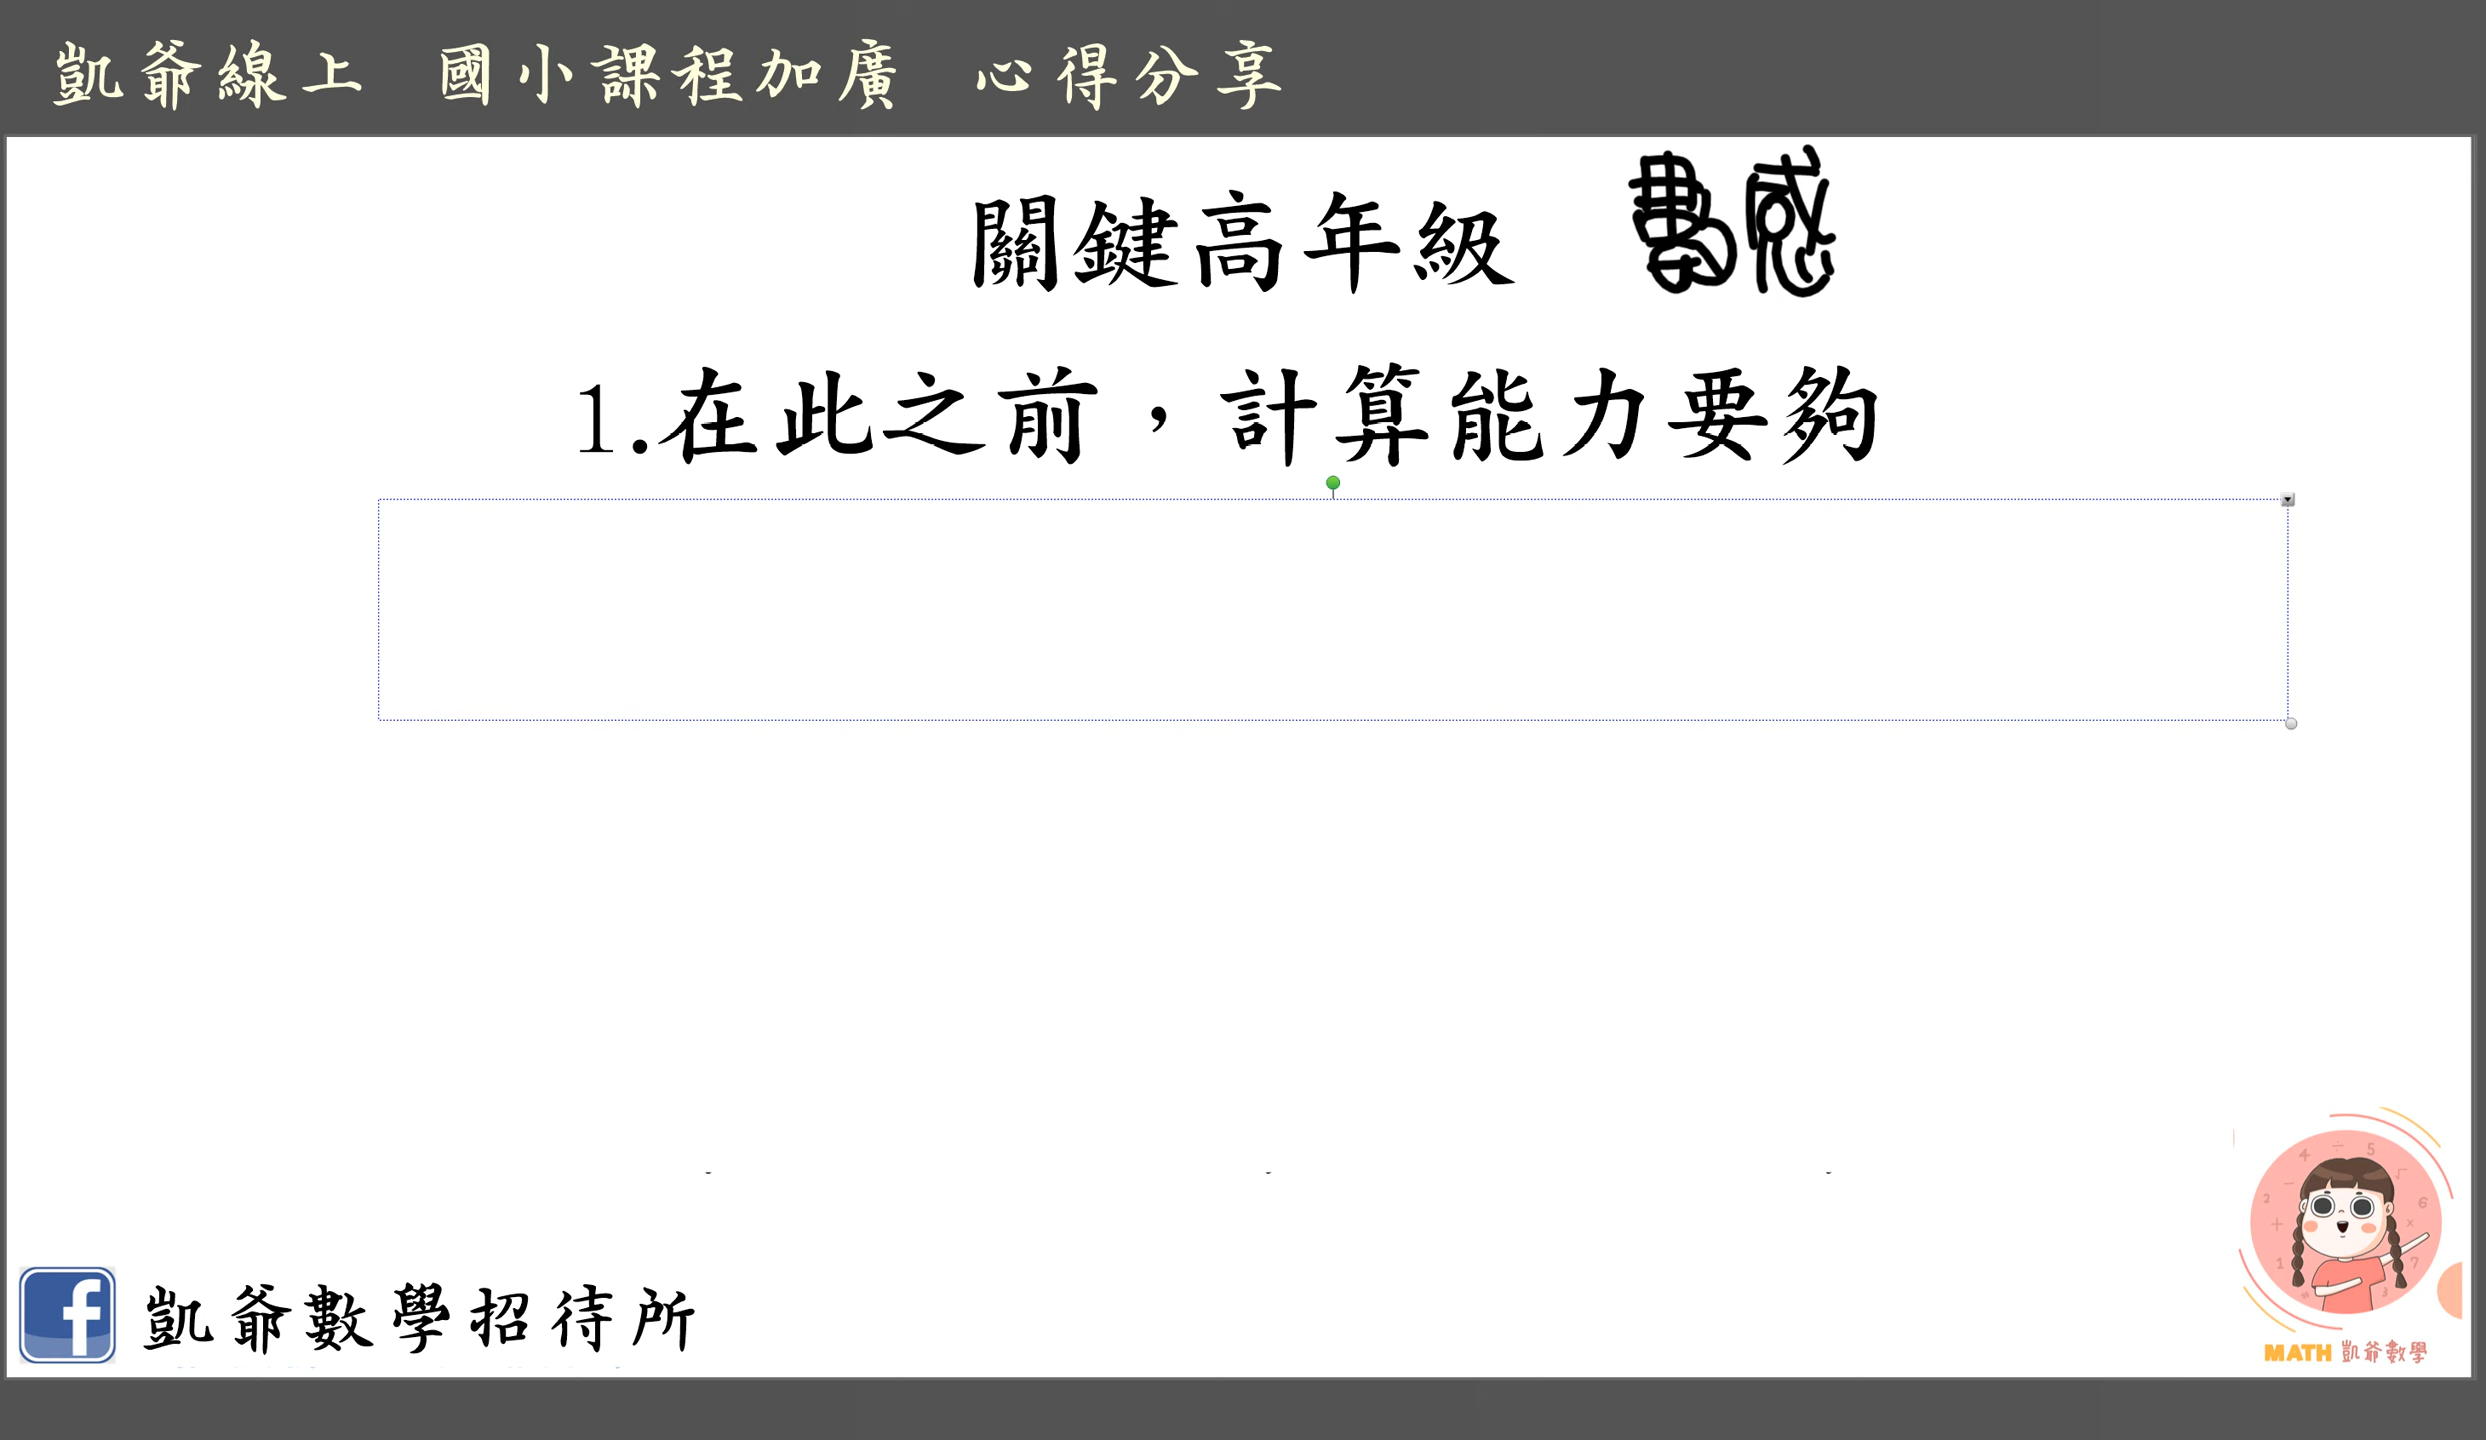 凱爺線上 國小課程加廣 心得分享
關鍵高年級 數感
1.在此之前，計算能力要夠
凱爺數學招待所
MATH 凱爺數學